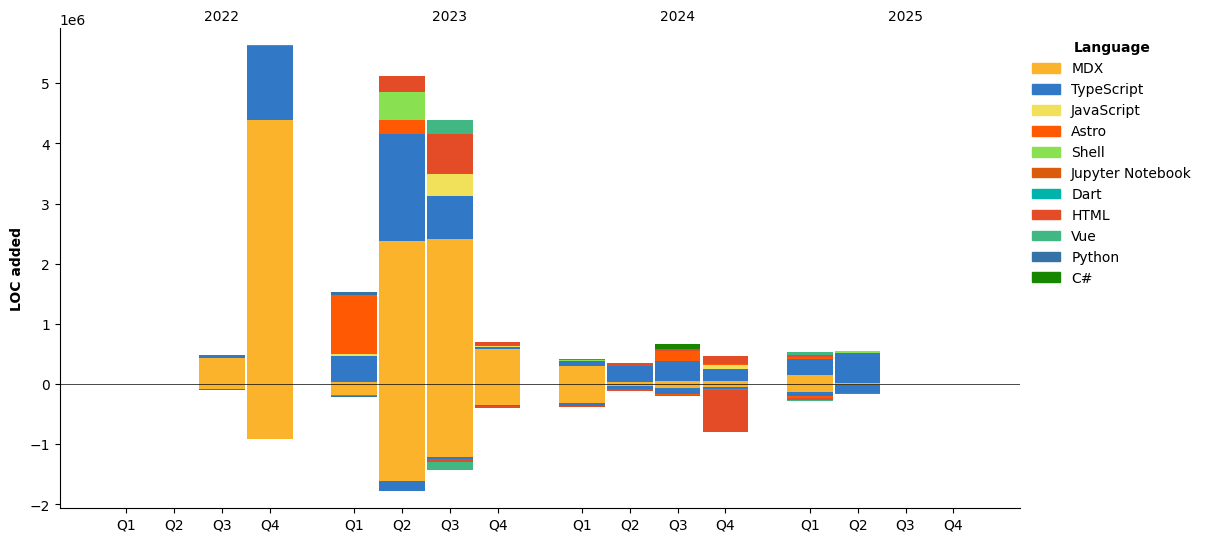 2022 2023 2024 2025
1e6
LOC added
5
4
3
2
1
0
−1
−2
Q1 Q2 Q3 Q4 Q1 Q2 Q3 Q4 Q1 Q2 Q3 Q4 Q1 Q2 Q3 Q4
Language
MDX
TypeScript
JavaScript
Astro
Shell
Jupyter Notebook
Dart
HTML
Vue
Python
C#